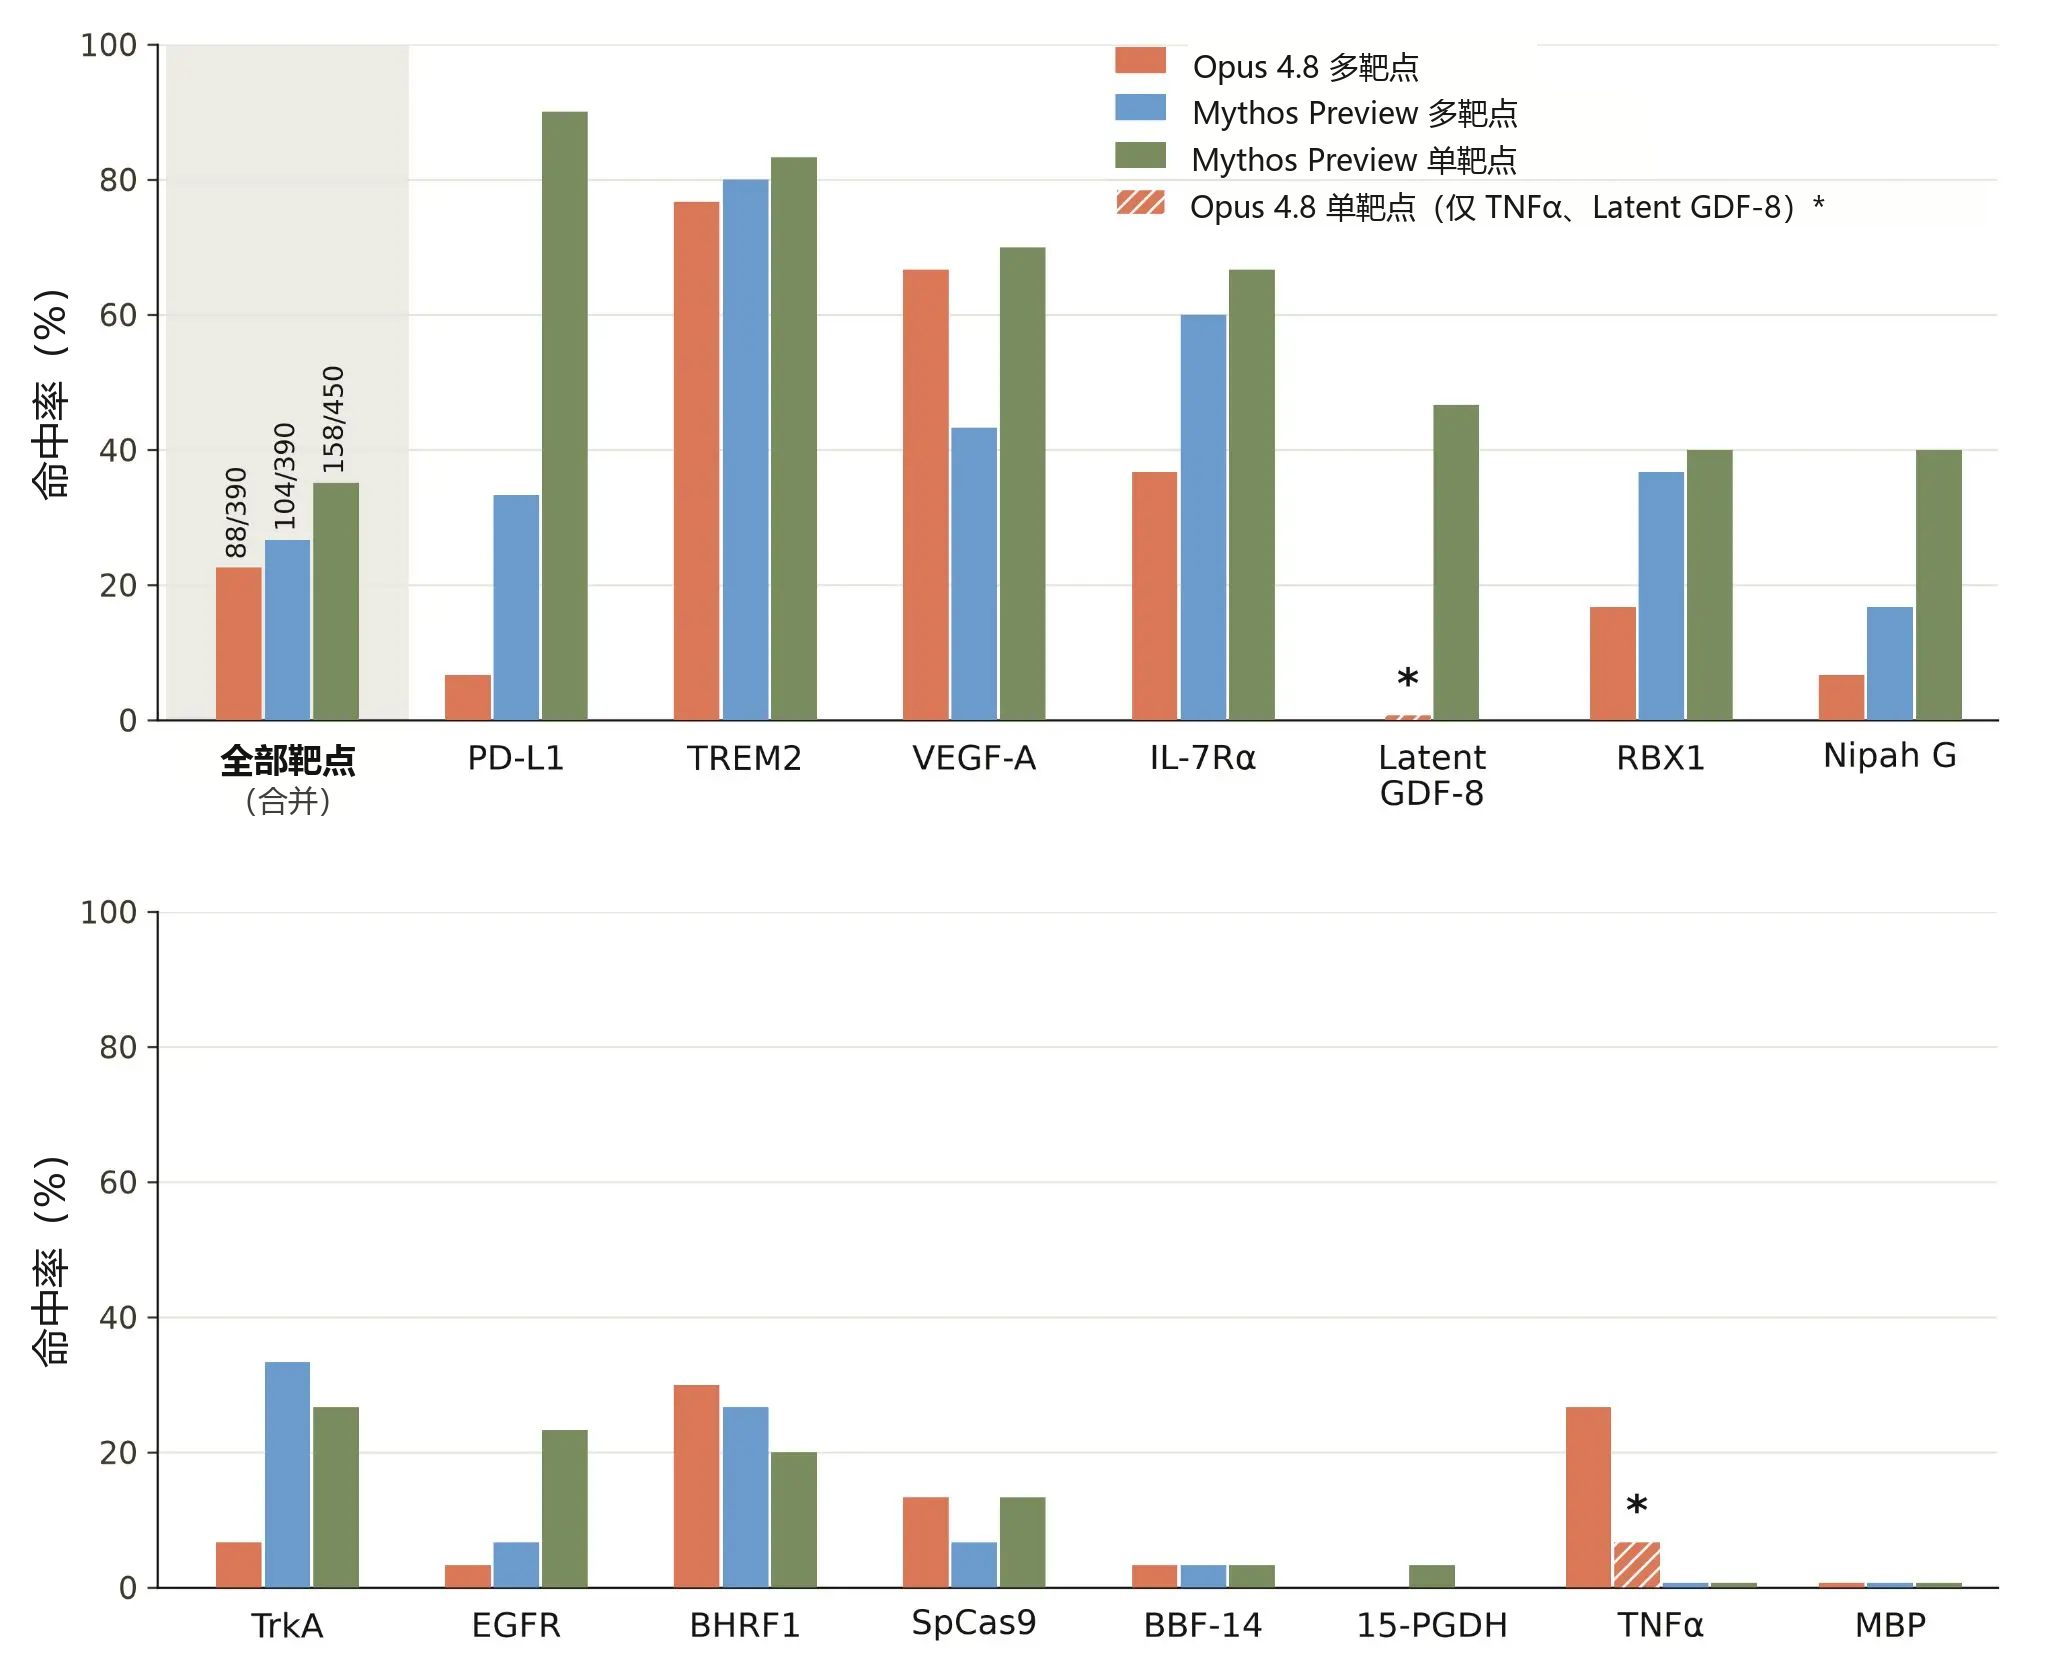 100
80
60
40
20
0
命中率（%）
88/390
104/390
158/450
Opus 4.8 多靶点
Mythos Preview 多靶点
Mythos Preview 单靶点
Opus 4.8 单靶点（仅 TNFα、Latent GDF-8）*
*
全部靶点
（合并）
PD-L1
TREM2
VEGF-A
IL-7Rα
Latent
GDF-8
RBX1
Nipah G
100
80
60
40
20
0
命中率（%）
*
TrkA
EGFR
BHRF1
SpCas9
BBF-14
15-PGDH
TNFα
MBP